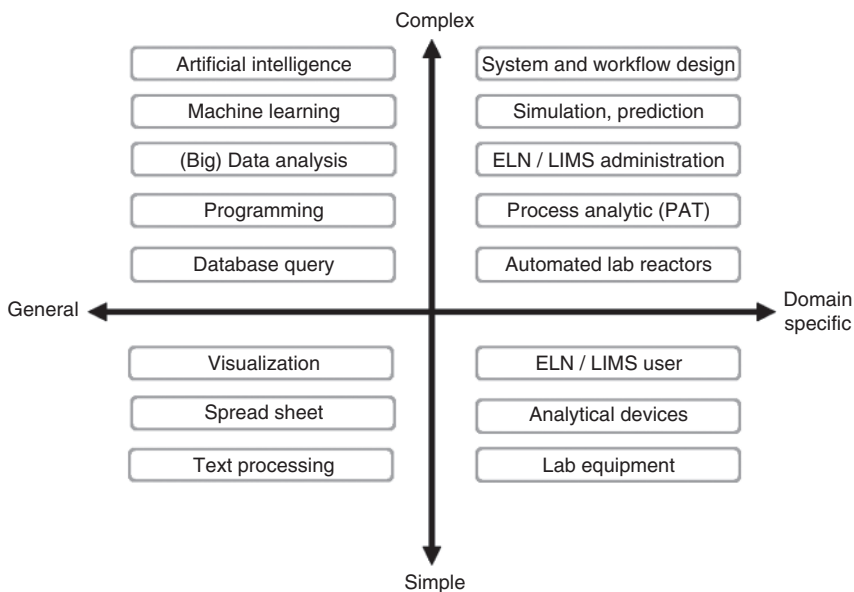 Complex
Artificial intelligence
System and workflow design
Machine learning
Simulation, prediction
(Big) Data analysis
ELN / LIMS administration
Programming
Process analytic (PAT)
Database query
Automated lab reactors
General
Domain
specific
Visualization
ELN / LIMS user
Spread sheet
Analytical devices
Text processing
Lab equipment
Simple